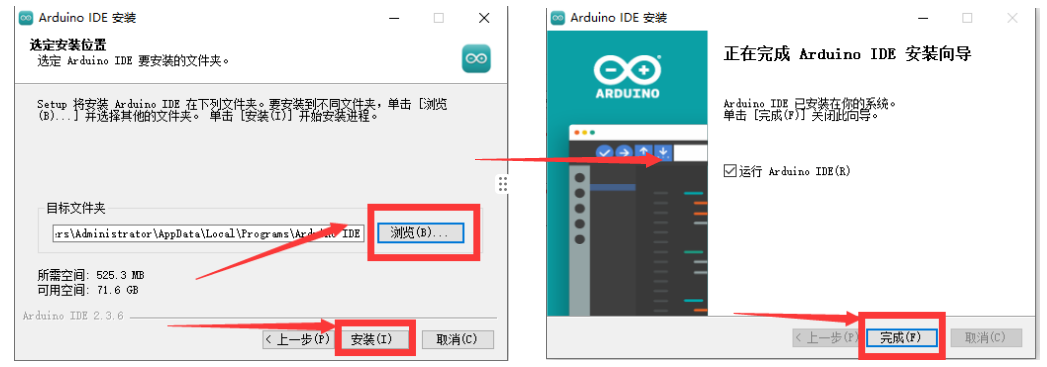 Arduino IDE 安装
选定安装位置
选定 Arduino IDE 要安装的文件夹。
Setup 将安装 Arduino IDE 在下列文件夹。要安装到不同文件夹，单击 [浏览
(B)...] 并选择其他的文件夹。 单击 [安装(I)] 开始安装进程。
目标文件夹
rs\Administrator\AppData\Local\Programs\Arduino IDE
浏览(B)...
所需空间: 525.3 MB
可用空间: 71.6 GB
Arduino IDE 2.3.6
< 上一步(P)
安装(I)
取消(C)
Arduino IDE 安装
ARDUINO
正在完成 Arduino IDE 安装向导
Arduino IDE 已安装在你的系统。
单击 [完成(F)] 关闭此向导。
运行 Arduino IDE(R)
< 上一步(P)
完成(F)
取消(C)